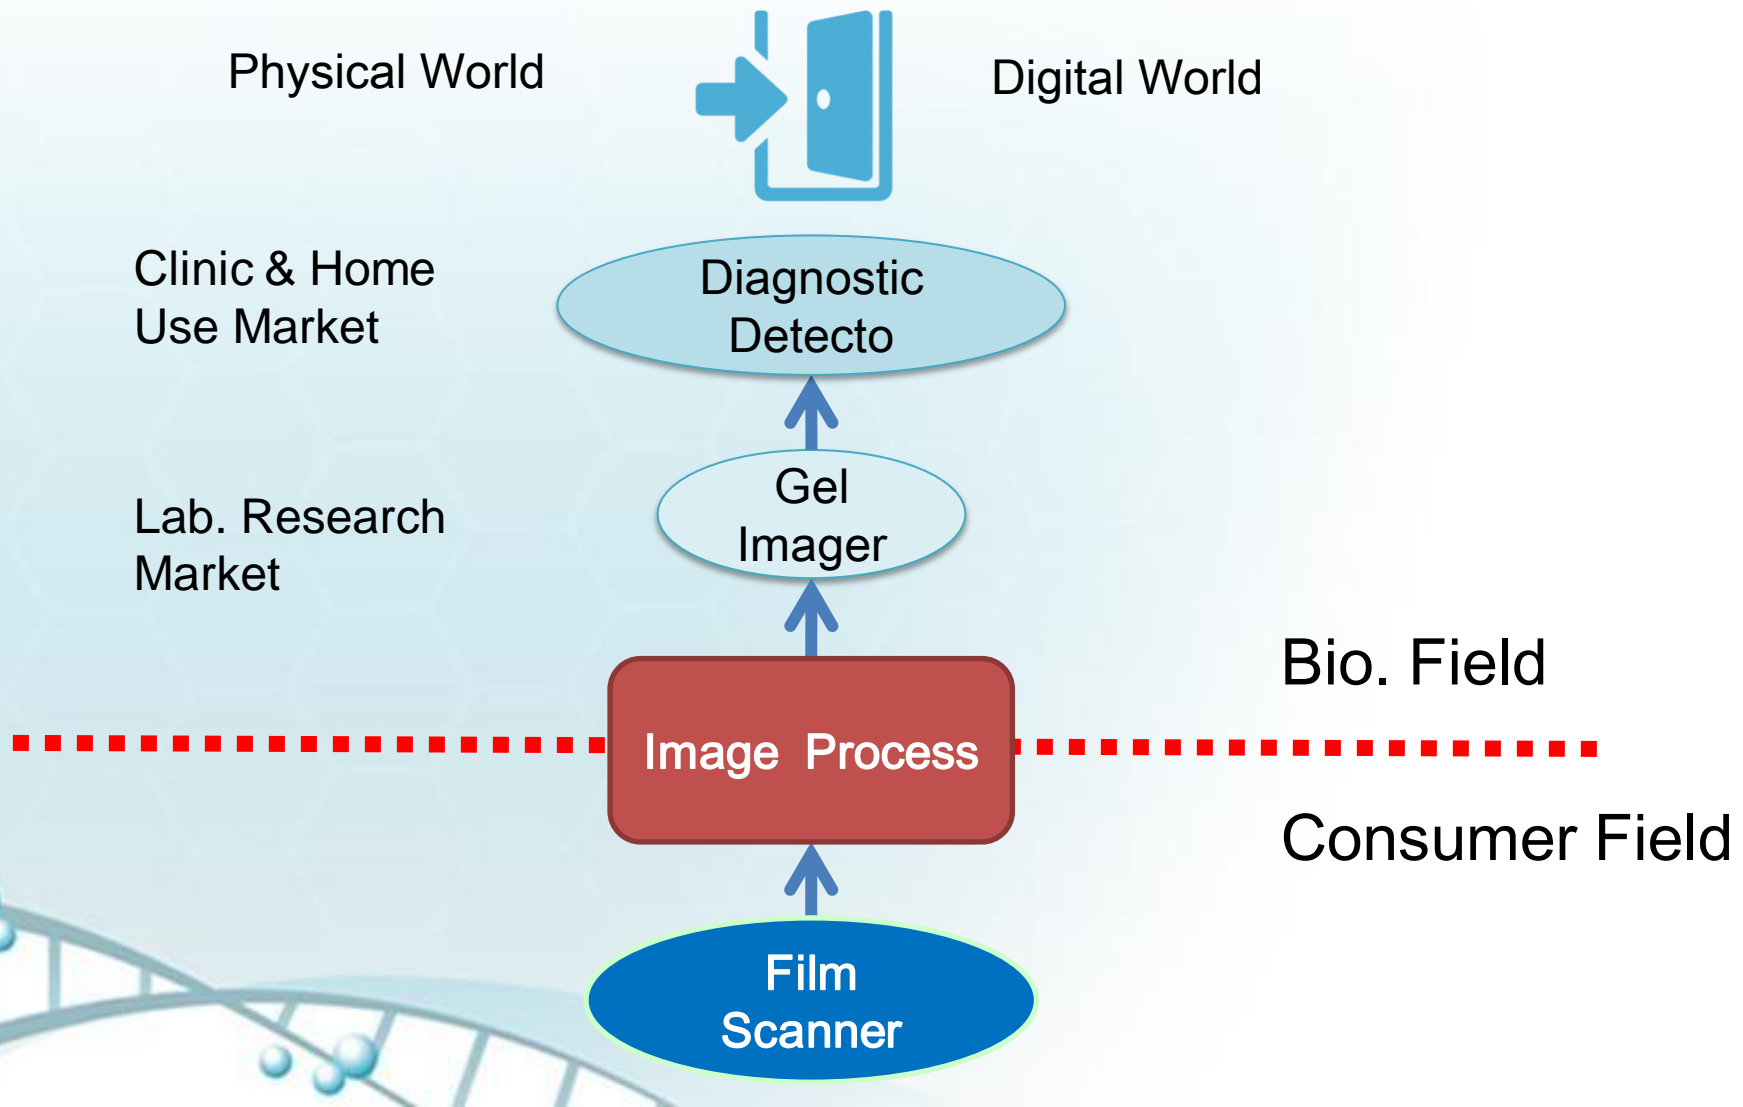 Physical World
Digital World
Clinic & Home
Use Market
Diagnostic
Detecto
Lab. Research
Market
Gel
Imager
Bio. Field
Image Process
Consumer Field
Film
Scanner